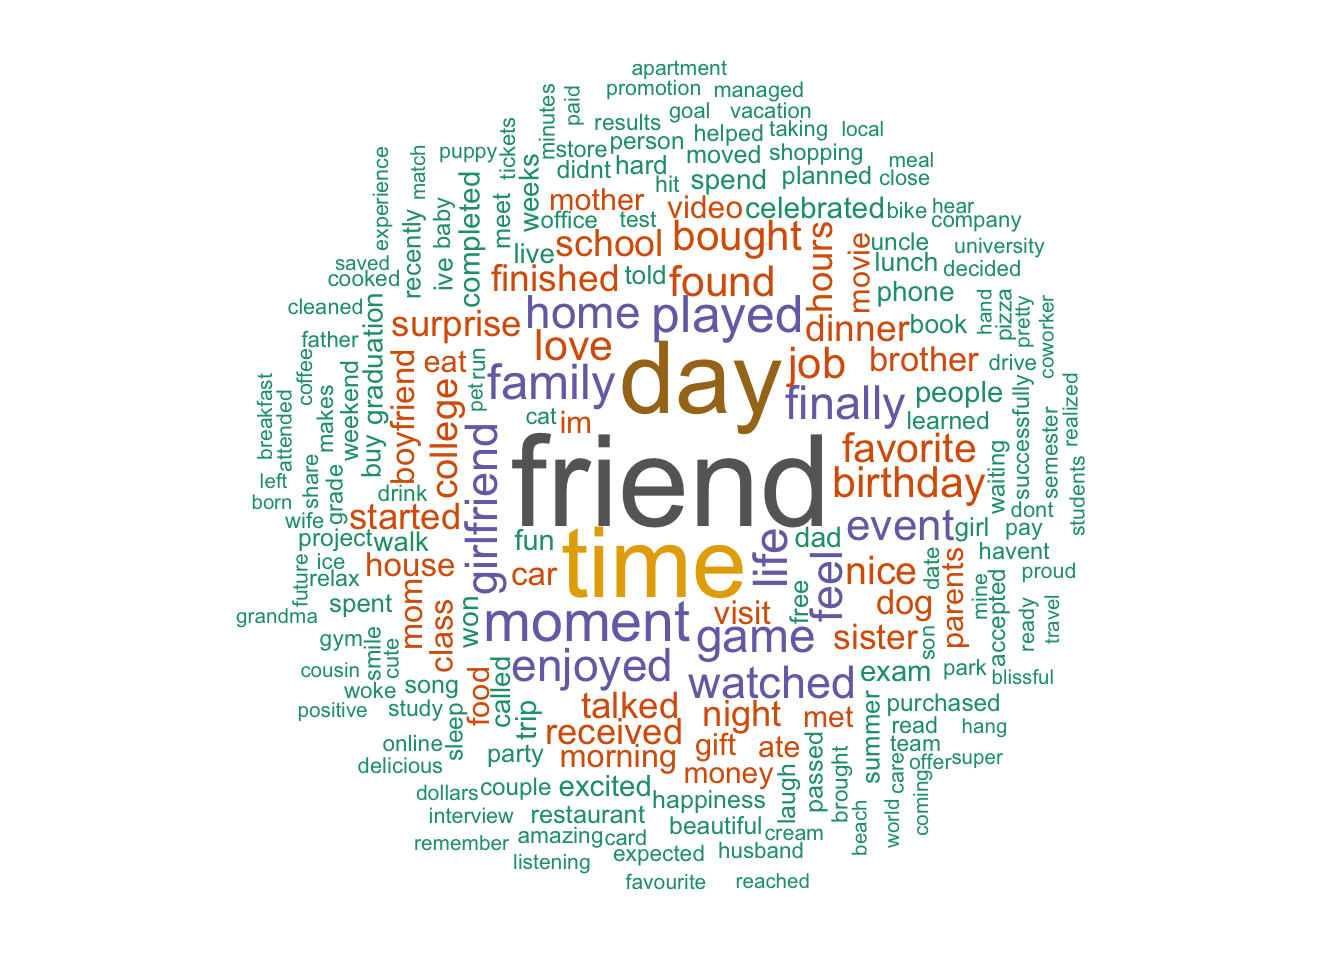 apartment
promotion managed
goal vacation
minutes paid
results helped taking local
tickets store person
puppy moved shopping meal
didnt hard planned close
match hit spend
experience weeks mother video celebrated bike hear
recently ive baby completed meet office test company
school bought hours movie uncle university
saved live lunch decided
cooked finished told found phone
cleaned home played dinner book hand pizza pretty coworker
father surprise love day job brother drive
coffee buy graduation boyfriend eat pet run
weekend college family finally people
breakfast attended makes cat im learned successfully realized
left share grade girlfriend friend favorite waiting semester
born drink birthday dont students
wife started event girl pay
project walk fun time life feel dad havent
ice house car nice date proud
future relax mom free parents accepted mine
grandma spent class won moment visit dog ready travel
gym smile cute game sister son
cousin enjoyed watched exam park blissful
woke song called
positive study food trip talked night met summer purchased
sleep received read hang
online party morning gift ate passed brought team
delicious money care offer super
dollars couple excited laugh coming
interview restaurant happiness beach world
remember amazing card beautiful cream
listening expected husband
favourite reached